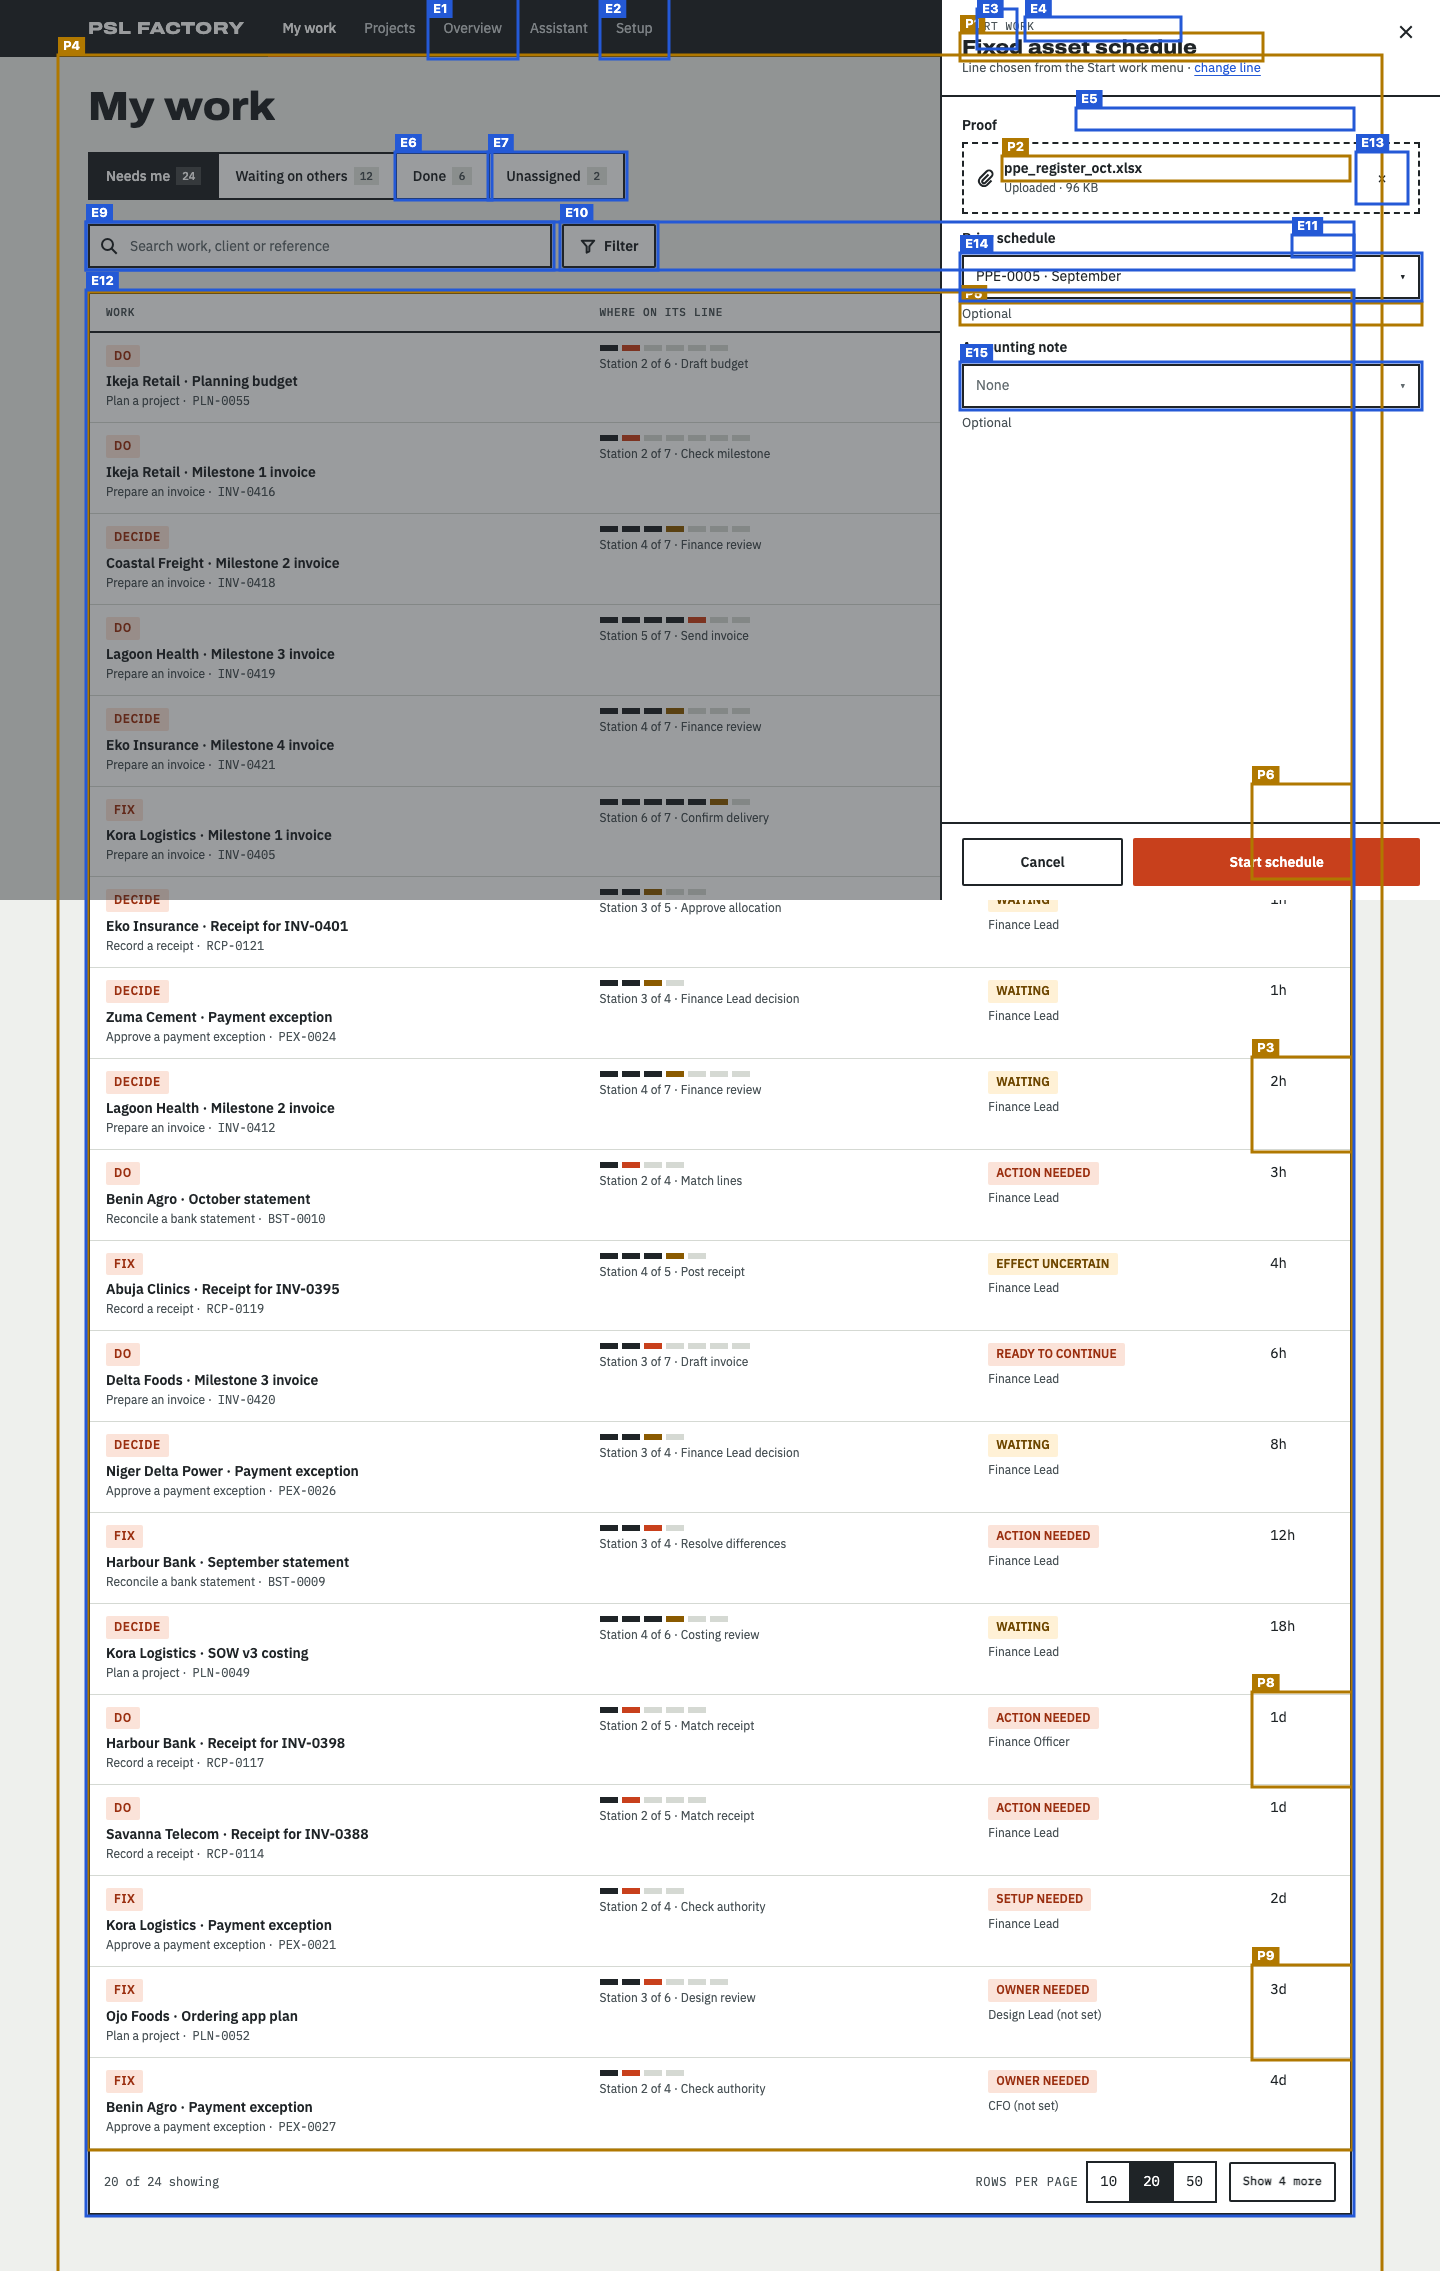 PSL FACTORY
My work
Projects
E1
Overview
Assistant
E2
Setup
P4
My work
Needs me 24
Waiting on others 12
E6
Done 6
E7
Unassigned 2
E9
Search work, client or reference
E10
Filter
E12
WORK
WHERE ON ITS LINE
DO
Ikeja Retail · Planning budget
Plan a project · PLN-0055
Station 2 of 6 · Draft budget
DO
Ikeja Retail · Milestone 1 invoice
Prepare an invoice · INV-0416
Station 2 of 7 · Check milestone
DECIDE
Coastal Freight · Milestone 2 invoice
Prepare an invoice · INV-0418
Station 4 of 7 · Finance review
DO
Lagoon Health · Milestone 3 invoice
Prepare an invoice · INV-0419
Station 5 of 7 · Send invoice
DECIDE
Eko Insurance · Milestone 4 invoice
Prepare an invoice · INV-0421
Station 4 of 7 · Finance review
FIX
Kora Logistics · Milestone 1 invoice
Prepare an invoice · INV-0405
Station 6 of 7 · Confirm delivery
E3
E4
WORK
Fixed asset schedule
Line chosen from the Start work menu · change line
E5
Proof
P2
E13
ppe_register_oct.xlsx
Uploaded · 96 KB
E11
E14
schedule
PPE-0005 · September
Optional
E15
None
Optional
P6
Cancel
Start schedule
DECIDE
Eko Insurance · Receipt for INV-0401
Record a receipt · RCP-0121
Station 3 of 5 · Approve allocation
WAITING
Finance Lead
1h
DECIDE
Zuma Cement · Payment exception
Approve a payment exception · PEX-0024
Station 3 of 4 · Finance Lead decision
WAITING
Finance Lead
1h
P3
DECIDE
Lagoon Health · Milestone 2 invoice
Prepare an invoice · INV-0412
Station 4 of 7 · Finance review
WAITING
Finance Lead
2h
DO
Benin Agro · October statement
Reconcile a bank statement · BST-0010
Station 2 of 4 · Match lines
ACTION NEEDED
Finance Lead
3h
FIX
Abuja Clinics · Receipt for INV-0395
Record a receipt · RCP-0119
Station 4 of 5 · Post receipt
EFFECT UNCERTAIN
Finance Lead
4h
DO
Delta Foods · Milestone 3 invoice
Prepare an invoice · INV-0420
Station 3 of 7 · Draft invoice
READY TO CONTINUE
Finance Lead
6h
DECIDE
Niger Delta Power · Payment exception
Approve a payment exception · PEX-0026
Station 3 of 4 · Finance Lead decision
WAITING
Finance Lead
8h
FIX
Harbour Bank · September statement
Reconcile a bank statement · BST-0009
Station 3 of 4 · Resolve differences
ACTION NEEDED
Finance Lead
12h
DECIDE
Kora Logistics · SOW v3 costing
Plan a project · PLN-0049
Station 4 of 6 · Costing review
WAITING
Finance Lead
18h
P8
DO
Harbour Bank · Receipt for INV-0398
Record a receipt · RCP-0117
Station 2 of 5 · Match receipt
ACTION NEEDED
Finance Officer
1d
DO
Savanna Telecom · Receipt for INV-0388
Record a receipt · RCP-0114
Station 2 of 5 · Match receipt
ACTION NEEDED
Finance Lead
1d
FIX
Kora Logistics · Payment exception
Approve a payment exception · PEX-0021
Station 2 of 4 · Check authority
SETUP NEEDED
Finance Lead
2d
P9
FIX
Ojo Foods · Ordering app plan
Plan a project · PLN-0052
Station 3 of 6 · Design review
OWNER NEEDED
Design Lead (not set)
3d
FIX
Benin Agro · Payment exception
Approve a payment exception · PEX-0027
Station 2 of 4 · Check authority
OWNER NEEDED
CFO (not set)
4d
20 of 24 showing
ROWS PER PAGE
10 20 50
Show 4 more